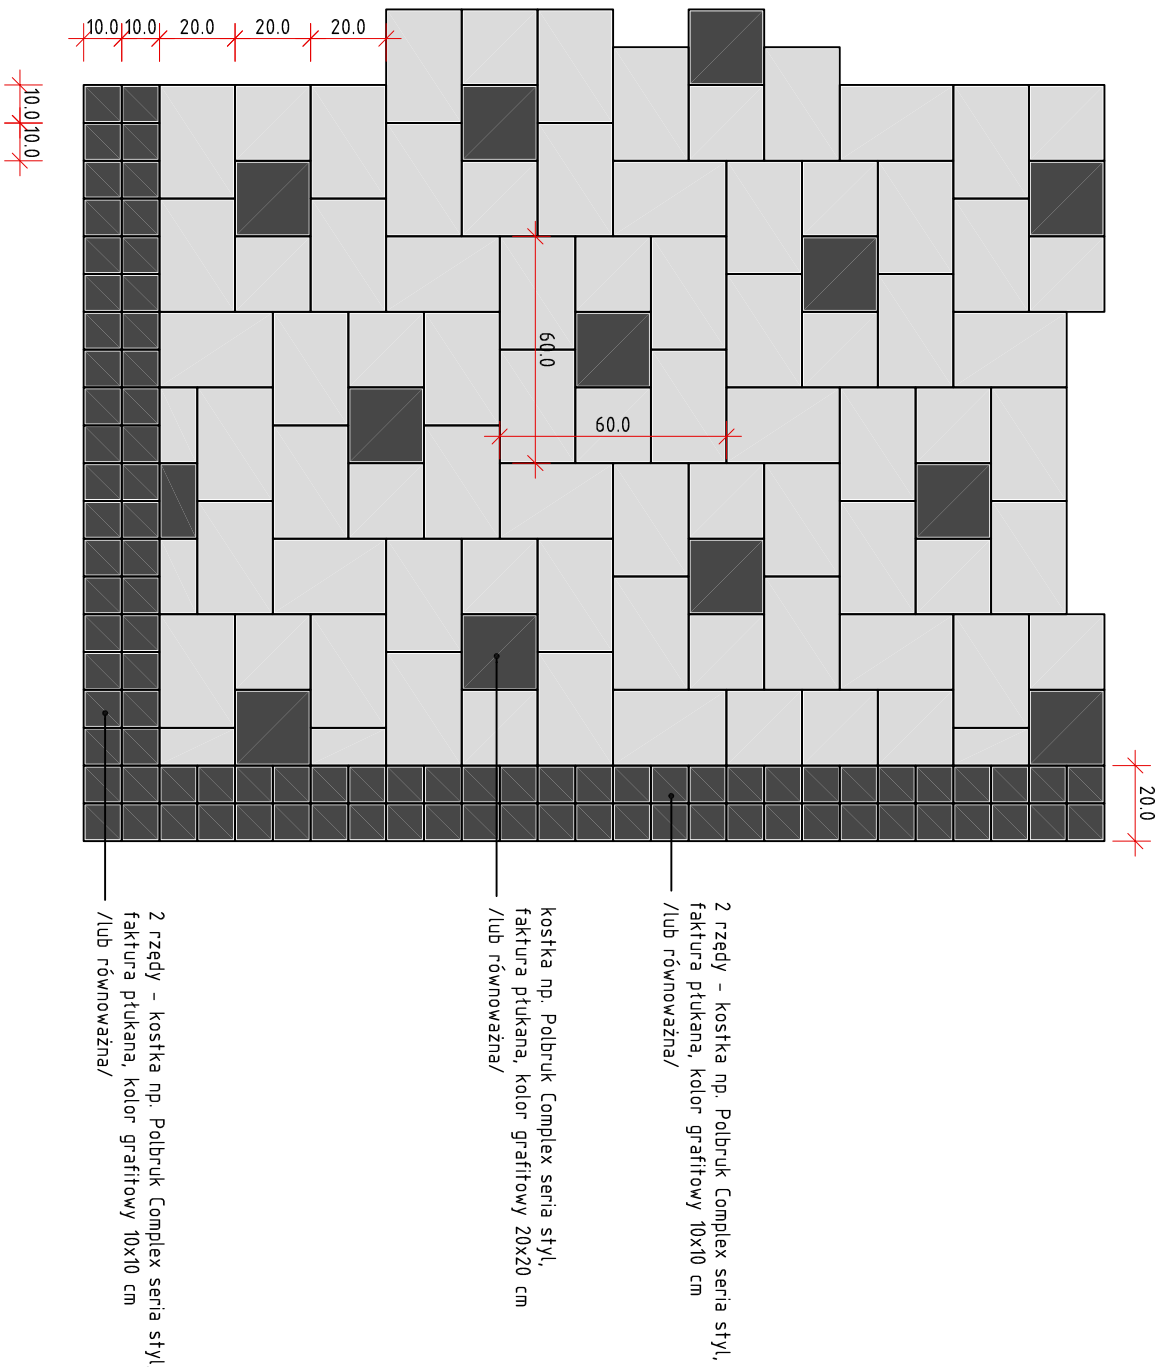 10.0
10.0
20.0
20.0
20.0
10.0
10.0
60.0
60.0
20.0
2 rzędy - kostka np. Polbruk Complex seria styl
faktura płukana, kolor grafitowy 10x10 cm
/lub równoważna/
kostka np. Polbruk Complex seria styl,
faktura płukana, kolor grafitowy 20x20 cm
/lub równoważna/
2 rzędy - kostka np. Polbruk Complex seria styl,
faktura płukana, kolor grafitowy 10x10 cm
/lub równoważna/